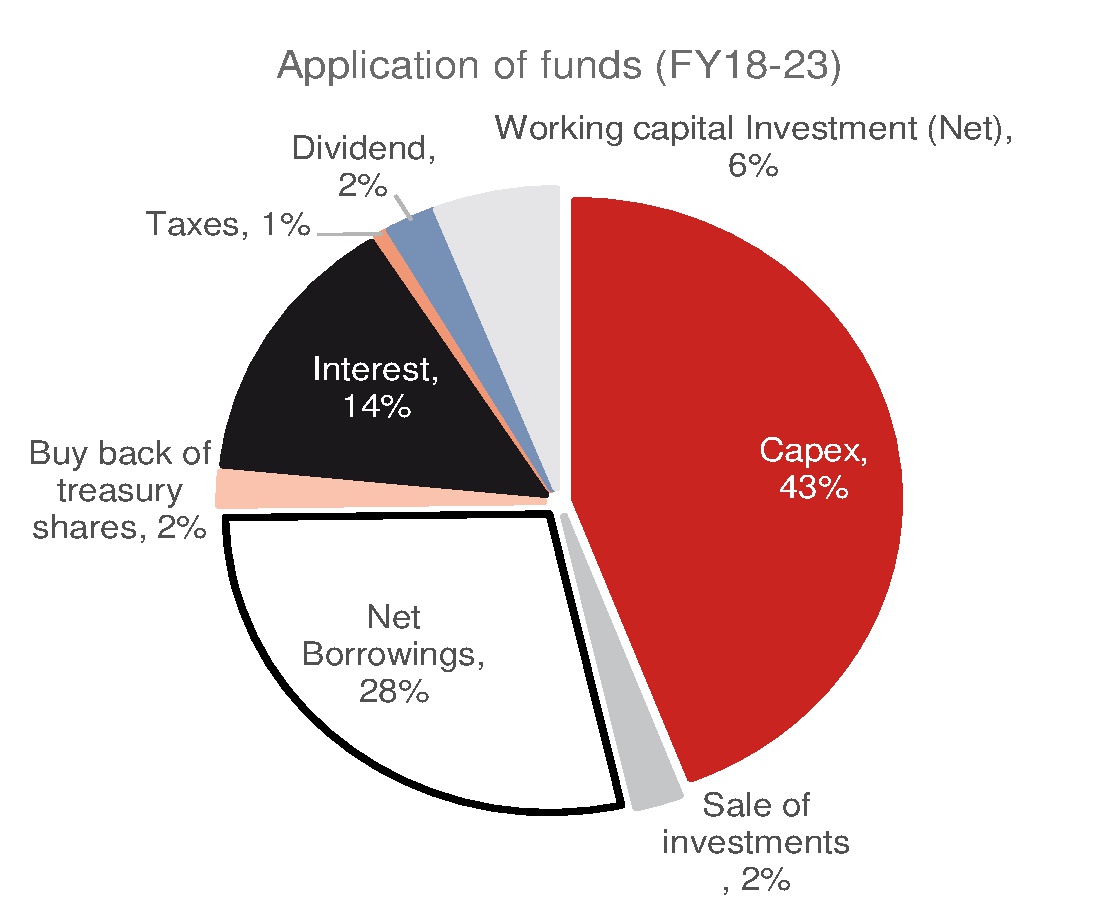 Application of funds (FY18-23)
Working capital Investment (Net),
6%
Dividend,
2%
Taxes, 1%
Interest,
14%
Capex,
43%
Buy back of
treasury
shares, 2%
Net
Borrowings,
28%
Sale of
investments
, 2%